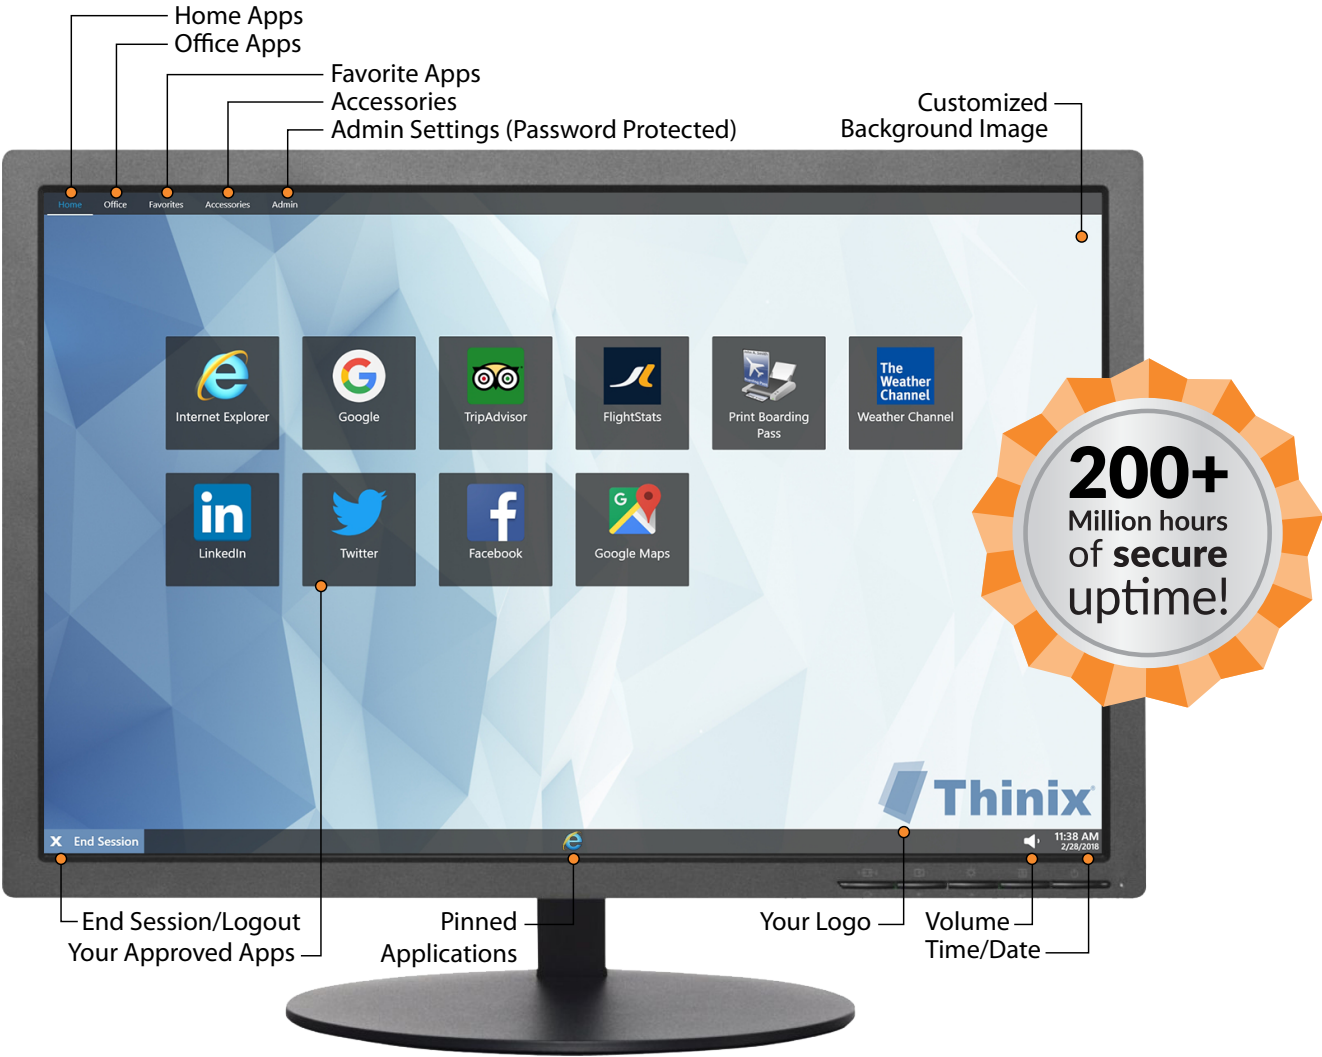 Home Apps
Office Apps
Favorite Apps
Accessories
Admin Settings (Password Protected)
Customized
Background Image
Home Office Favorites Accessories Admin
Internet Explorer
Google
TripAdvisor
FlightStats
Print Boarding
Pass
The
Weather
Channel
Weather Channel
in
LinkedIn
Twitter
f
Facebook
G
Google Maps
200+
Million hours
of secure
uptime!
Thinix
X End Session
11:38 AM
2/28/2018
End Session/Logout
Your Approved Apps
Pinned
Applications
Your Logo
Volume
Time/Date